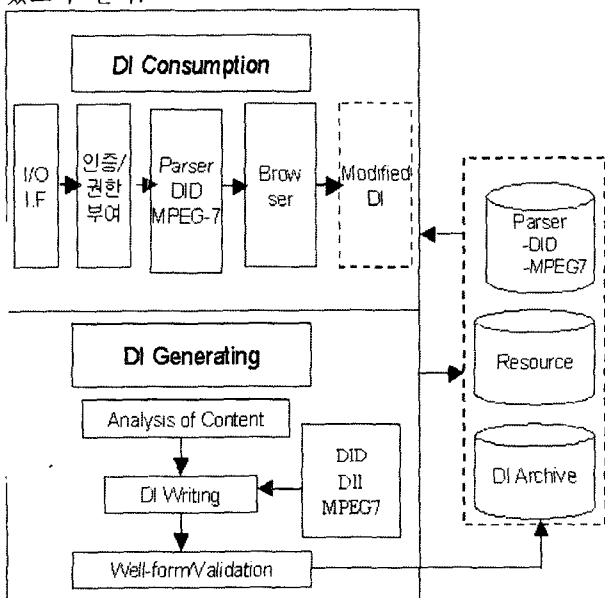 DI Consumption
I/O
I.F
인증/
권한
부여
Parser
DID
MPEG-7
Brow
ser
Modified
DI
Parser
-DID
-MPEG7
Resource
DI Archive
DI Generating
Analysis of Content
DI Writing
DID
DII
MPEG7
Well-form/Validation